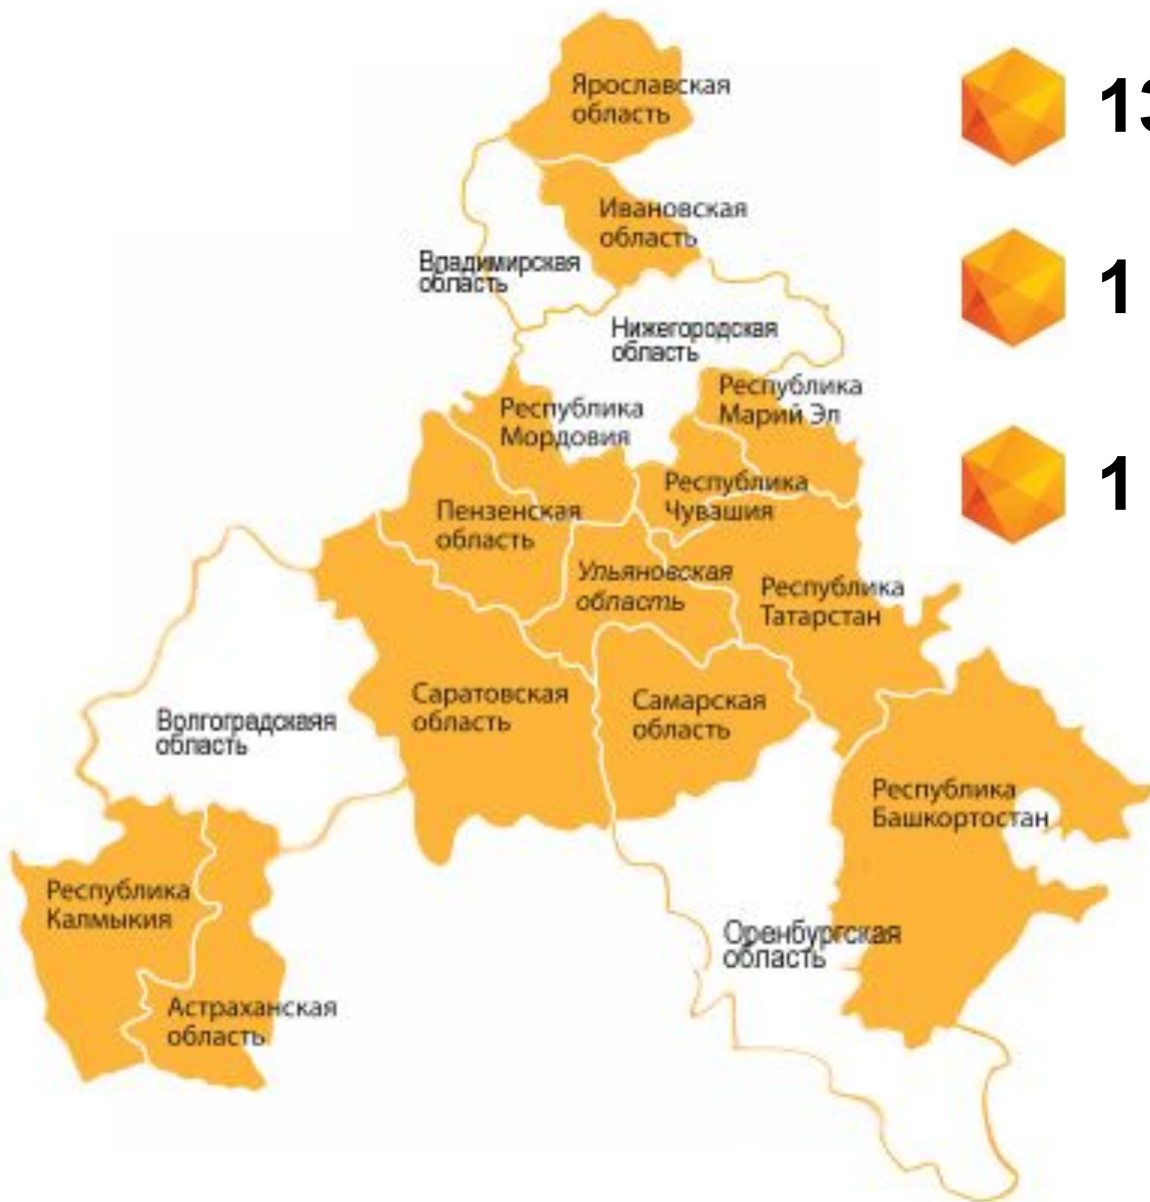 Ярославская
область
13
Ивановская
область
Владимирская
область
1
Нижегородская
область
Республика
Марий Эл
Республика
Мордовия
1
Республика
Чувашия
Пензенская
область
Ульяновская
область
Республика
Татарстан
Саратовская
область
Самарская
область
Волгоградскаяя
область
Республика
Башкортостан
Республика
Калмыкия
Оренбургская
область
Астраханская
область